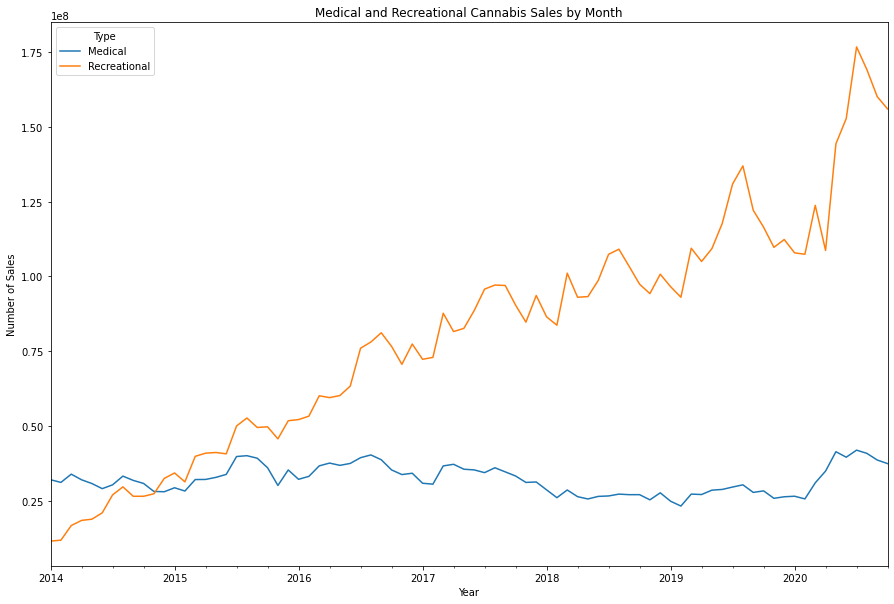 Medical and Recreational Cannabis Sales by Month
1e8
Type
Medical
Recreational
1.75
1.50
1.25
1.00
0.75
0.50
0.25
Number of Sales
2014 2015 2016 2017 2018 2019 2020
Year